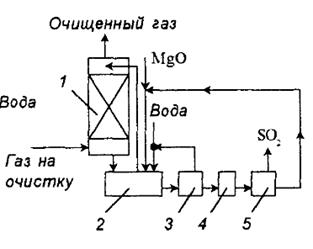 Очищенный газ
MgO
1
Вода
Вода
SO2
Газ на
очистку
2
3
4
5